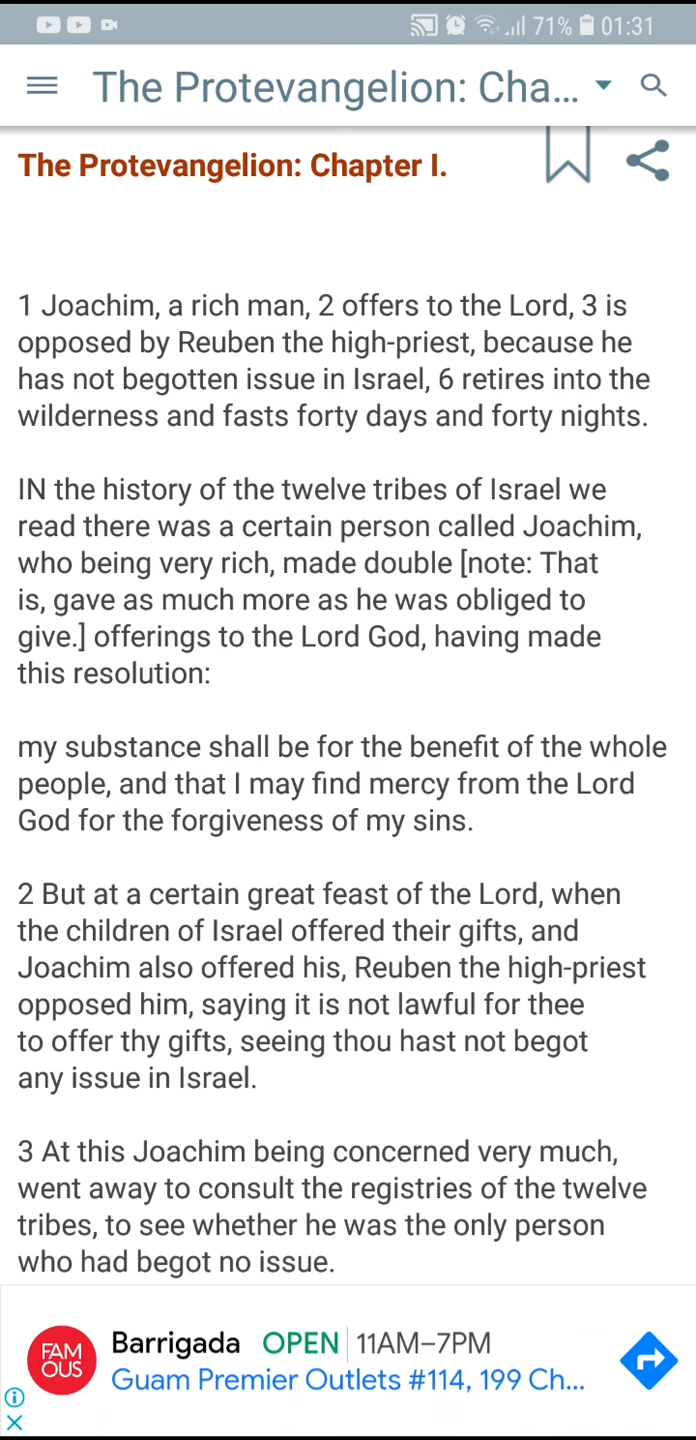 71% 01:31
The Protevangelion: Cha...
The Protevangelion: Chapter I.
1 Joachim, a rich man, 2 offers to the Lord, 3 is
opposed by Reuben the high-priest, because he
has not begotten issue in Israel, 6 retires into the
wilderness and fasts forty days and forty nights.
IN the history of the twelve tribes of Israel we
read there was a certain person called Joachim,
who being very rich, made double [note: That
is, gave as much more as he was obliged to
give.] offerings to the Lord God, having made
this resolution:
my substance shall be for the benefit of the whole
people, and that I may find mercy from the Lord
God for the forgiveness of my sins.
2 But at a certain great feast of the Lord, when
the children of Israel offered their gifts, and
Joachim also offered his, Reuben the high-priest
opposed him, saying it is not lawful for thee
to offer thy gifts, seeing thou hast not begot
any issue in Israel.
3 At this Joachim being concerned very much,
went away to consult the registries of the twelve
tribes, to see whether he was the only person
who had begot no issue.
FAM
OUS
Barrigada OPEN 11AM–7PM
Guam Premier Outlets #114, 199 Ch...